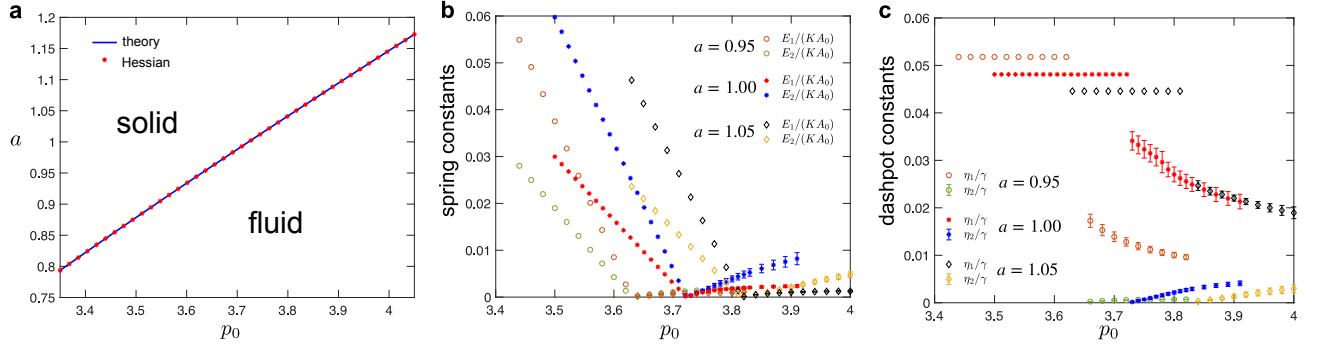 a
1.2
1.15
1.1
1.05
1
0.95
0.9
0.85
0.8
0.75
a
theory
Hessian
solid
fluid
3.4 3.5 3.6 3.7 3.8 3.9 4
p₀
b
0.06
0.05
0.04
0.03
0.02
0.01
0
spring constants
a = 0.95
E₁/(KA₀)
E₂/(KA₀)
a = 1.00
E₁/(KA₀)
E₂/(KA₀)
a = 1.05
E₁/(KA₀)
E₂/(KA₀)
3.4 3.5 3.6 3.7 3.8 3.9 4
p₀
c
0.06
0.05
0.04
0.03
0.02
0.01
0
dashpot constants
η₁/γ
η₂/γ
a = 0.95
η₁/γ
η₂/γ
a = 1.00
η₁/γ
η₂/γ
a = 1.05
3.4 3.5 3.6 3.7 3.8 3.9 4
p₀